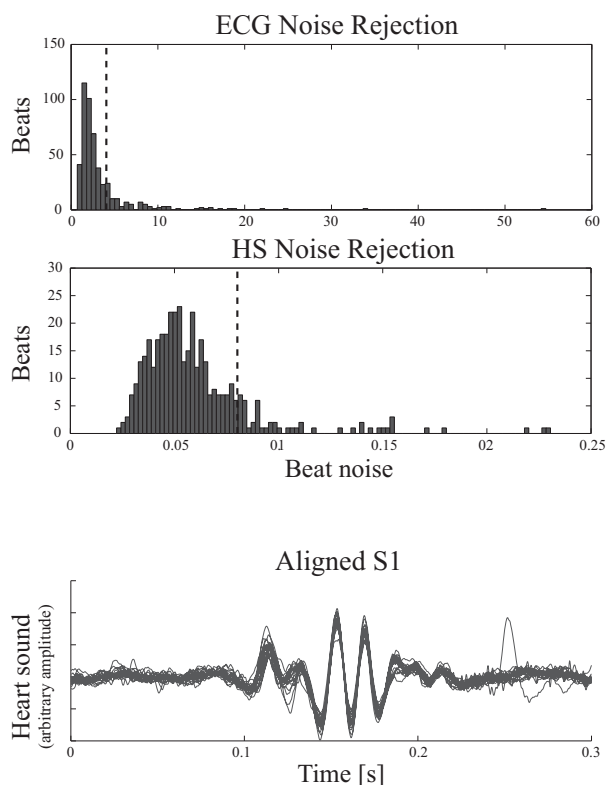 ECG Noise Rejection
150
100
50
0
Beats
0 10 20 30 40 50 60
HS Noise Rejection
30
25
20
15
10
5
0
Beats
0 0.05 0.1 0.15 02 0.25
Beat noise
Aligned S1
Heart sound
(arbitrary amplitude)
0 0.1 0.2 0.3
Time [s]